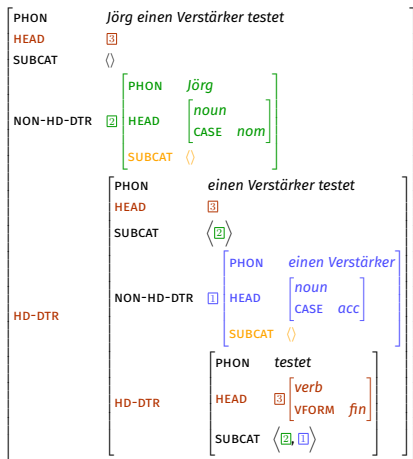 PHON Jörg einen Verstärker testet
HEAD 3
SUBCAT ⟨⟩
PHON Jörg
noun
NON-HD-DTR 2 HEAD
CASE nom
SUBCAT ⟨⟩
PHON einen Verstärker testet
HEAD 3
SUBCAT ⟨2⟩
PHON einen Verstärker
noun
NON-HD-DTR 1 HEAD
CASE acc
SUBCAT ⟨⟩
HD-DTR
PHON testet
verb
HD-DTR HEAD 3
VFORM fin
SUBCAT ⟨2, 1⟩